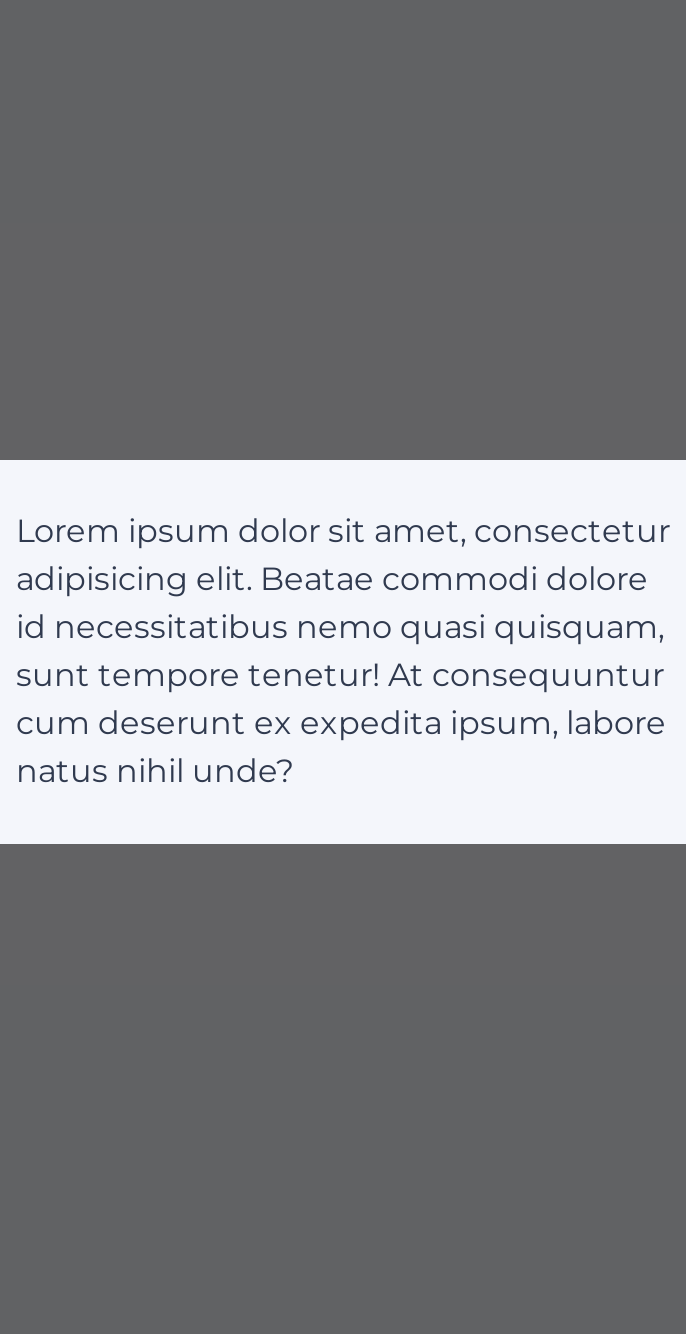 Lorem ipsum dolor sit amet, consectetur
adipisicing elit. Beatae commodi dolore
id necessitatibus nemo quasi quisquam,
sunt tempore tenetur! At consequuntur
cum deserunt ex expedita ipsum, labore
natus nihil unde?